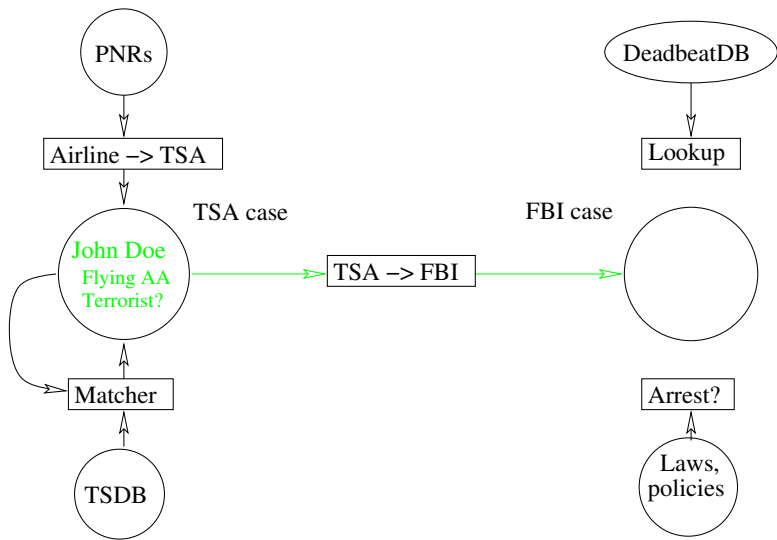 PNRs
DeadbeatDB
Airline −> TSA
Lookup
TSA case
FBI case
John Doe
Flying AA
Terrorist?
TSA −> FBI
Matcher
Arrest?
TSDB
Laws,
policies